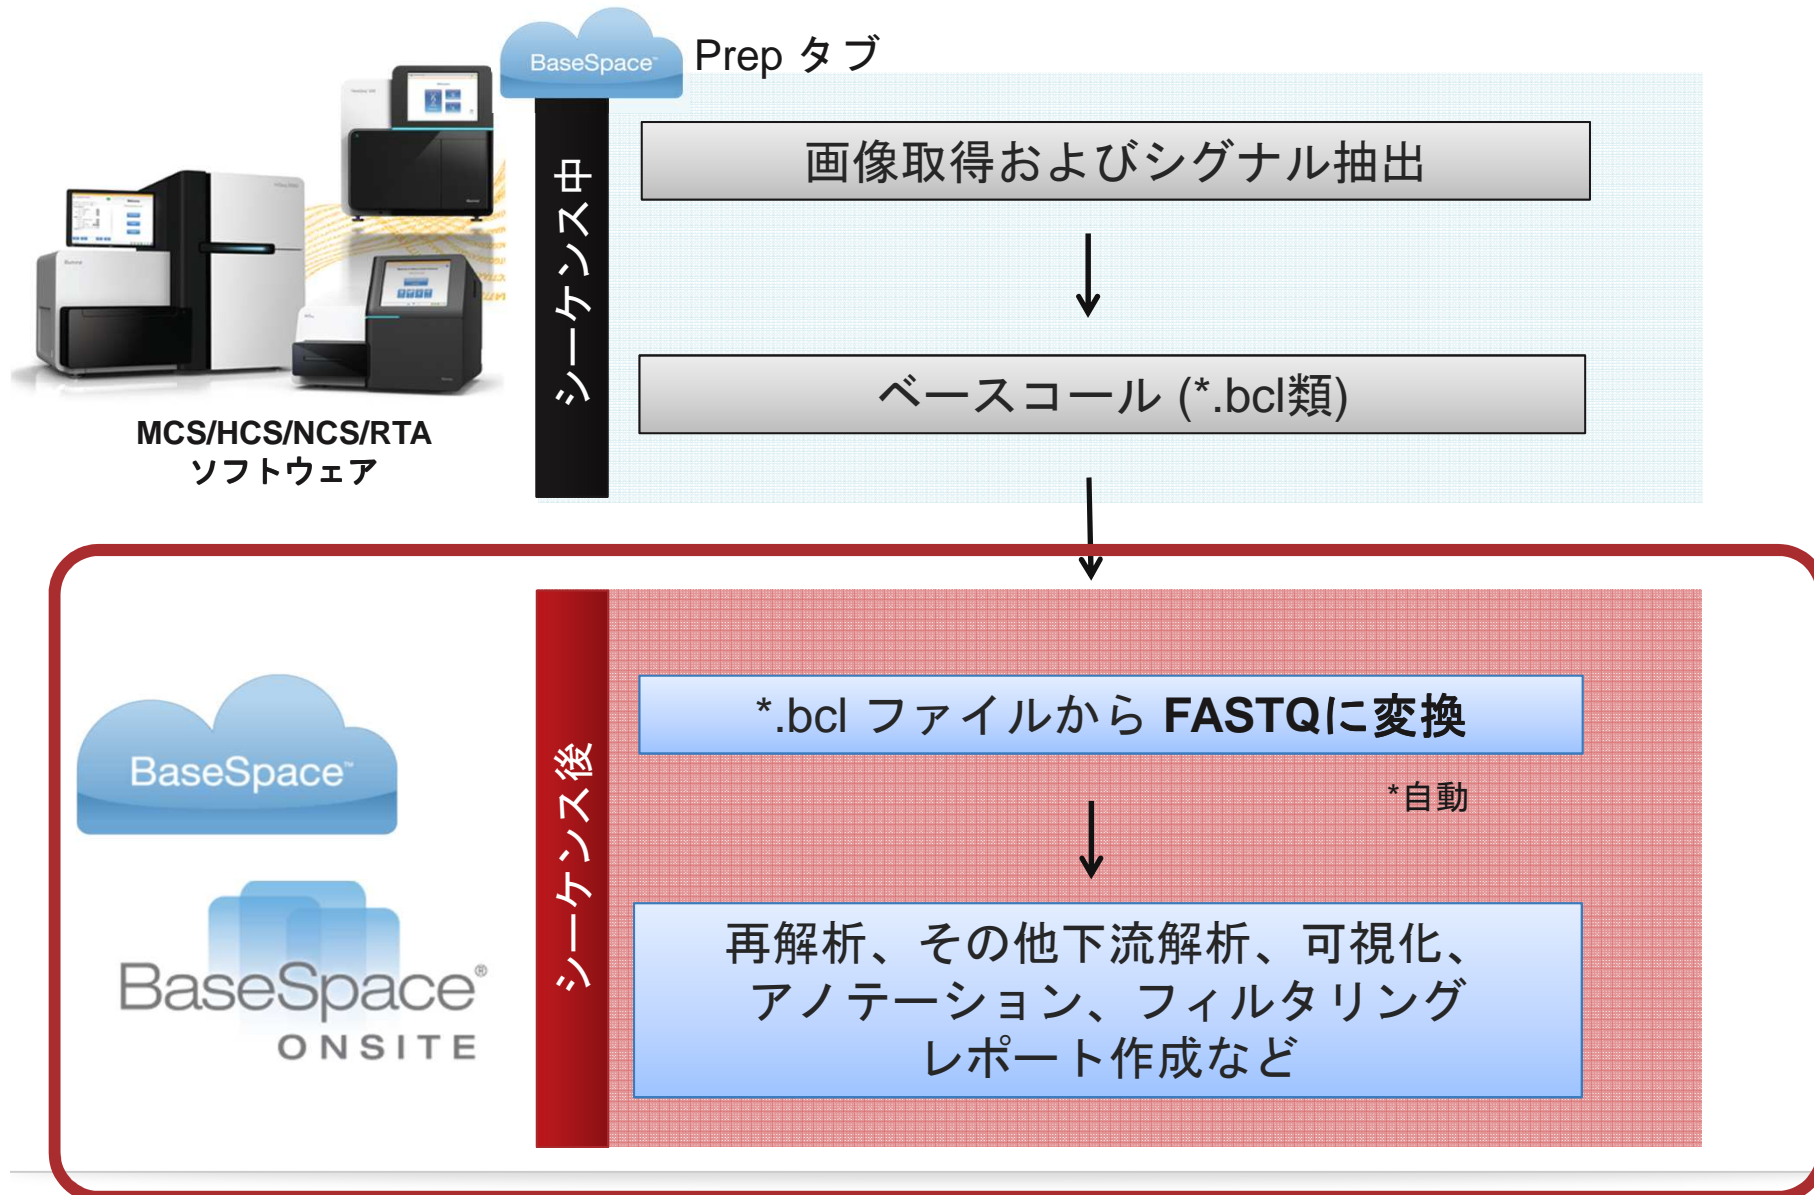 BaseSpace™
Prep タブ
シーケンス中
画像取得およびシグナル抽出
ベースコール (*.bcl類)
MCS/HCS/NCS/RTA
ソフトウェア
シーケンス後
BaseSpace™
BaseSpace®
ONSITE
*.bcl ファイルから FASTQに変換
*自動
再解析、その他下流解析、可視化、
アノテーション、フィルタリング
レポート作成など